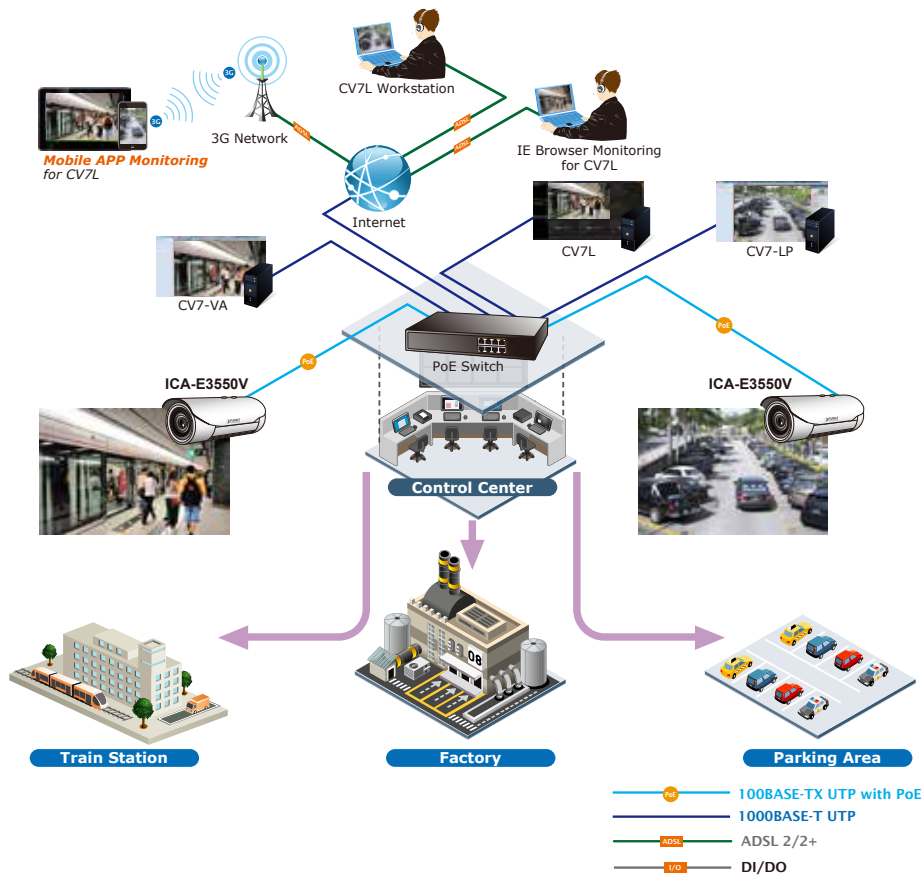 3G
3G
CV7L Workstation
3G Network
ADSL
ADSL
ADSL
Mobile APP Monitoring
for CV7L
IE Browser Monitoring
for CV7L
Internet
CV7-VA
CV7L
CV7-LP
PoE
PoE
PoE Switch
ICA-E3550V
ICA-E3550V
Control Center
08
Train Station
Factory
Parking Area
PoE
100BASE-TX UTP with PoE
1000BASE-T UTP
ADSL
ADSL 2/2+
I/O
DI/DO